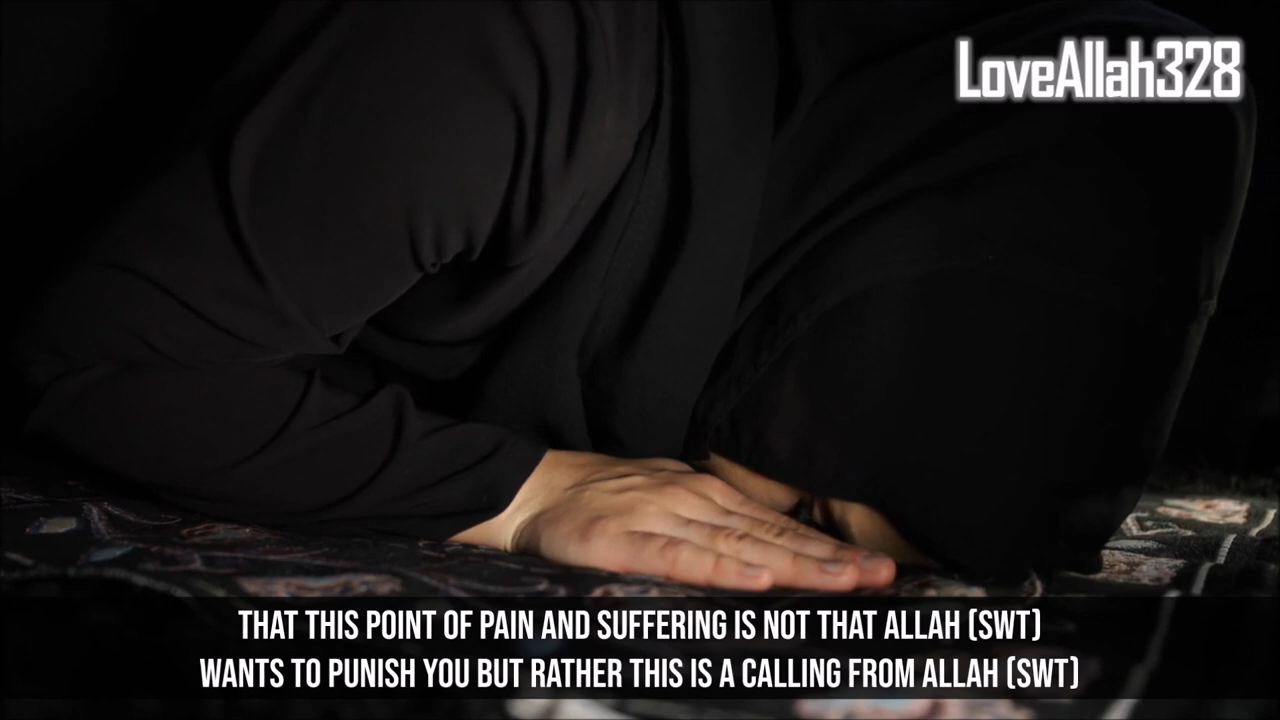 LoveAllah328
THAT THIS POINT OF PAIN AND SUFFERING IS NOT THAT ALLAH (SWT)
WANTS TO PUNISH YOU BUT RATHER THIS IS A CALLING FROM ALLAH (SWT)